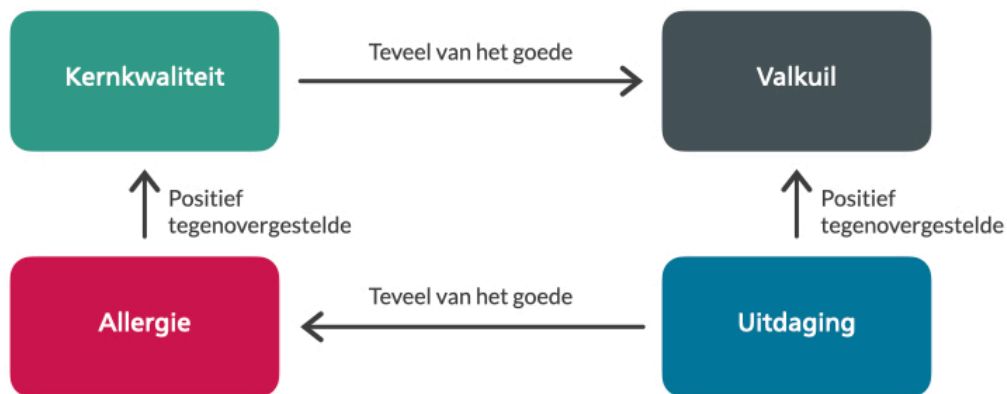 Teveel van het goede
Kernkwaliteit
Valkuil
Positief
tegenovergestelde
Positief
tegenovergestelde
Teveel van het goede
Allergie
Uitdaging